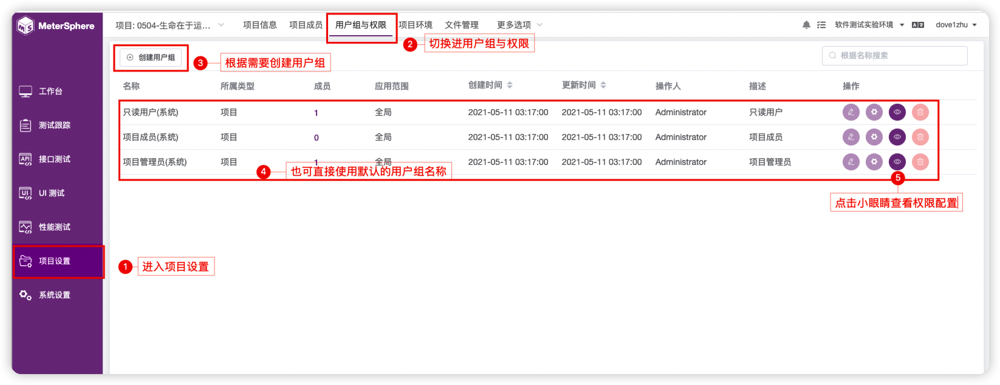 MeterSphere
项目: 0504-生命在于运... 项目信息 项目成员 用户组与权限 项目环境 文件管理 更多选项 软件测试实验环境 dove1zhu
2 切换进用户组与权限
创建用户组
3 根据需要创建用户组
根据名称搜索
名称 所属类型 成员 应用范围 创建时间 更新时间 操作人 描述 操作
只读用户(系统) 项目 1 全局 2021-05-11 03:17:00 2021-05-11 03:17:00 Administrator 只读用户
项目成员(系统) 项目 0 全局 2021-05-11 03:17:00 2021-05-11 03:17:00 Administrator 项目成员
项目管理员(系统) 项目 1 全局 2021-05-11 03:17:00 2021-05-11 03:17:00 Administrator 项目管理员
4 也可直接使用默认的用户组名称
5
点击小眼睛查看权限配置
工作台
测试跟踪
API 接口测试
UI UI 测试
性能测试
项目设置
1 进入项目设置
系统设置